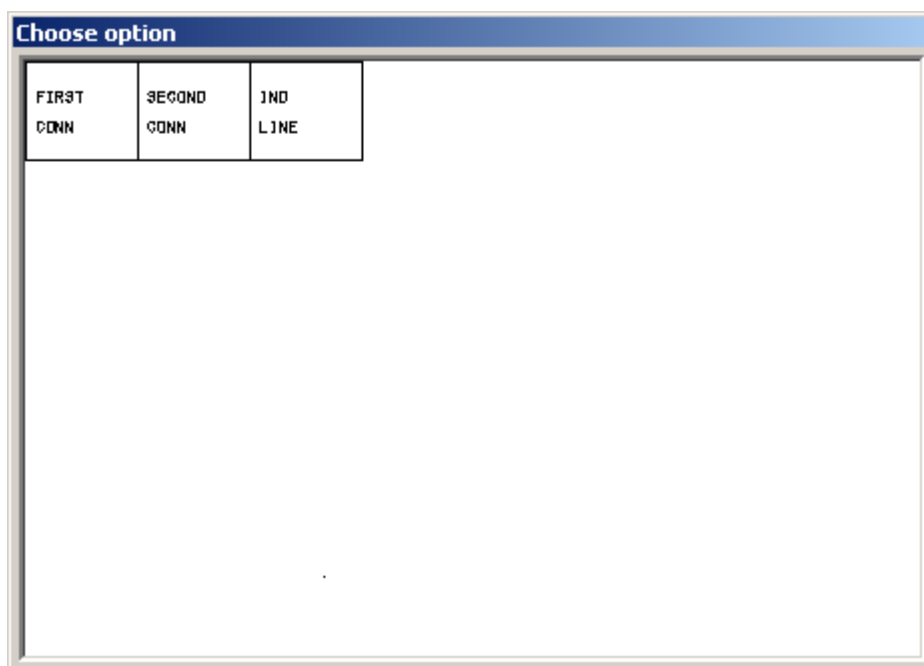 Choose option
FIRST
CONN
SECOND
CONN
IND
LINE